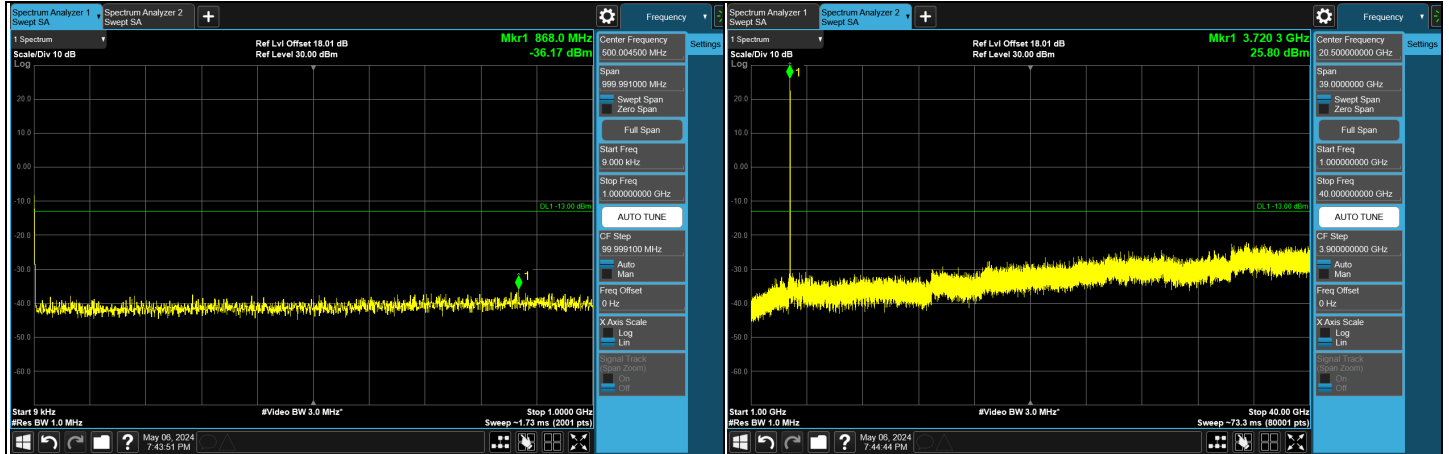 Spectrum Analyzer 1
Swept SA
Spectrum Analyzer 2
Swept SA
+
Frequency
1 Spectrum
Scale/Div 10 dB
Log
Ref Lvl Offset 18.01 dB
Ref Level 30.00 dBm
Mkr1 868.0 MHz
-36.17 dBm
20.0
10.0
0.00
-10.0
-20.0
-30.0
-40.0
-50.0
-60.0
DL1 -13.00 dBm
1
Start 9 kHz
#Res BW 1.0 MHz
#Video BW 3.0 MHz*
Stop 1.0000 GHz
Sweep ~1.73 ms (2001 pts)
Center Frequency
500.004500 MHz
Settings
Span
999.991000 MHz
Swept Span
Zero Span
Full Span
Start Freq
9.000 kHz
Stop Freq
1.000000000 GHz
AUTO TUNE
CF Step
99.999100 MHz
Auto
Man
Freq Offset
0 Hz
X Axis Scale
Log
Lin
Signal Track
(Span Zoom)
On
Off
?
May 06, 2024
7:43:51 PM
Spectrum Analyzer 1
Swept SA
Spectrum Analyzer 2
Swept SA
+
Frequency
1 Spectrum
Scale/Div 10 dB
Log
Ref Lvl Offset 18.01 dB
Ref Level 30.00 dBm
Mkr1 3.720 3 GHz
25.80 dBm
1
20.0
10.0
0.00
-10.0
-20.0
-30.0
-40.0
-50.0
-60.0
DL1 -13.00 dBm
Start 1.00 GHz
#Res BW 1.0 MHz
#Video BW 3.0 MHz*
Stop 40.00 GHz
Sweep ~73.3 ms (80001 pts)
Center Frequency
20.500000000 GHz
Settings
Span
39.0000000 GHz
Swept Span
Zero Span
Full Span
Start Freq
1.000000000 GHz
Stop Freq
40.000000000 GHz
AUTO TUNE
CF Step
3.900000000 GHz
Auto
Man
Freq Offset
0 Hz
X Axis Scale
Log
Lin
Signal Track
(Span Zoom)
On
Off
?
May 06, 2024
7:44:44 PM